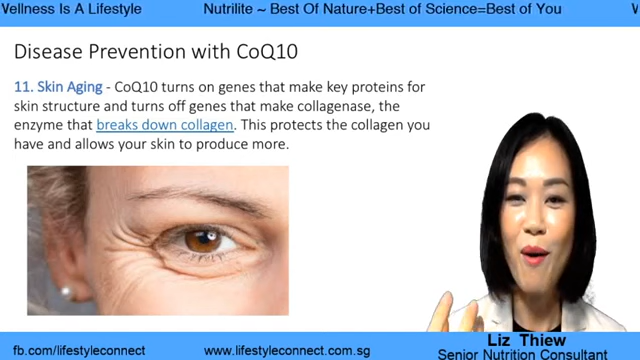 Wellness Is A Lifestyle Nutrilite ~ Best Of Nature+Best of Science=Best of You
Disease Prevention with CoQ10
11. Skin Aging - CoQ10 turns on genes that make key proteins for
skin structure and turns off genes that make collagenase, the
enzyme that breaks down collagen. This protects the collagen you
have and allows your skin to produce more.
Liz Thiew
Senior Nutrition Consultant
fb.com/lifestyleconnect www.lifestyleconnect.com.sg